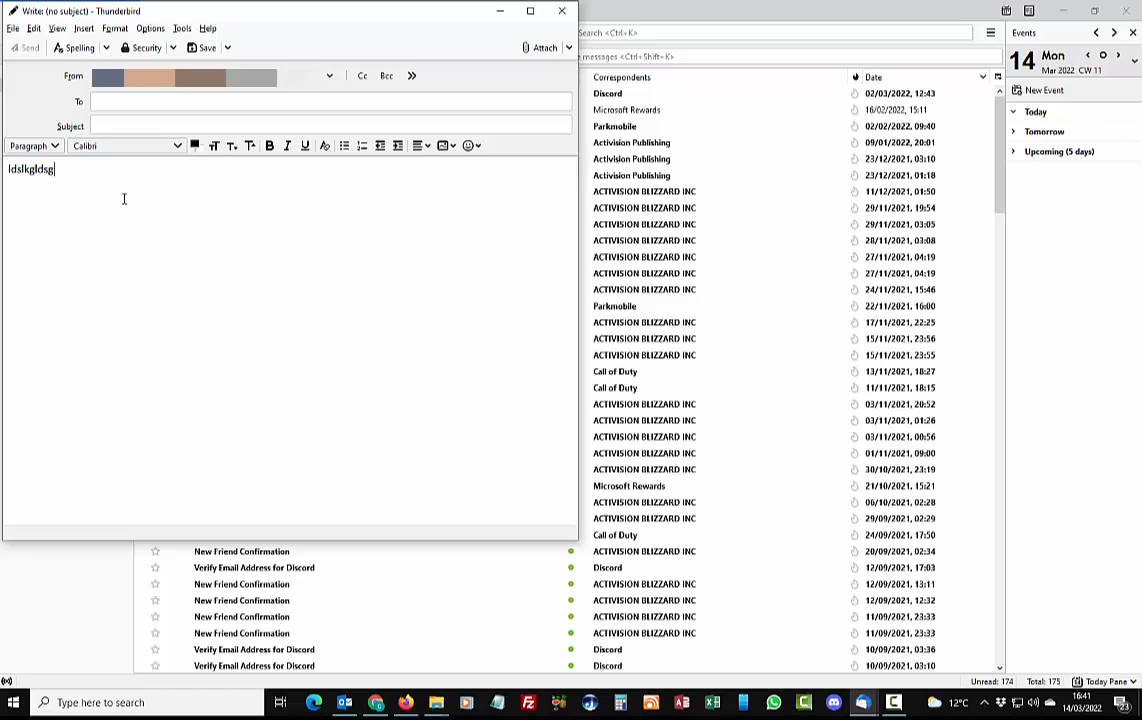 Write: (no subject) - Thunderbird
File Edit View Insert Format Options Tools Help
Send Spelling Security Save Attach
From Cc Bcc
To
Subject
Paragraph Calibri
ldslkgldsg
Search <Ctrl+K>
messages <Ctrl+Shift+K>
Correspondents Date
Discord 02/03/2022, 12:43
Microsoft Rewards 16/02/2022, 15:11
Parkmobile 02/02/2022, 09:40
Activision Publishing 09/01/2022, 20:01
Activision Publishing 23/12/2021, 03:10
Activision Publishing 23/12/2021, 01:18
ACTIVISION BLIZZARD INC 11/12/2021, 01:50
ACTIVISION BLIZZARD INC 29/11/2021, 19:54
ACTIVISION BLIZZARD INC 29/11/2021, 03:05
ACTIVISION BLIZZARD INC 28/11/2021, 03:08
ACTIVISION BLIZZARD INC 27/11/2021, 04:19
ACTIVISION BLIZZARD INC 27/11/2021, 04:19
ACTIVISION BLIZZARD INC 24/11/2021, 15:46
Parkmobile 22/11/2021, 16:00
ACTIVISION BLIZZARD INC 17/11/2021, 22:25
ACTIVISION BLIZZARD INC 15/11/2021, 23:56
ACTIVISION BLIZZARD INC 15/11/2021, 23:55
Call of Duty 13/11/2021, 18:27
Call of Duty 11/11/2021, 18:15
ACTIVISION BLIZZARD INC 03/11/2021, 20:52
ACTIVISION BLIZZARD INC 03/11/2021, 01:26
ACTIVISION BLIZZARD INC 03/11/2021, 00:56
ACTIVISION BLIZZARD INC 01/11/2021, 09:00
ACTIVISION BLIZZARD INC 30/10/2021, 23:19
Microsoft Rewards 21/10/2021, 15:21
ACTIVISION BLIZZARD INC 06/10/2021, 02:28
ACTIVISION BLIZZARD INC 29/09/2021, 02:29
Call of Duty 24/09/2021, 17:50
New Friend Confirmation ACTIVISION BLIZZARD INC 20/09/2021, 02:34
Verify Email Address for Discord Discord 12/09/2021, 17:03
New Friend Confirmation ACTIVISION BLIZZARD INC 12/09/2021, 13:11
New Friend Confirmation ACTIVISION BLIZZARD INC 12/09/2021, 12:32
New Friend Confirmation ACTIVISION BLIZZARD INC 11/09/2021, 23:33
New Friend Confirmation ACTIVISION BLIZZARD INC 11/09/2021, 23:33
Verify Email Address for Discord Discord 10/09/2021, 03:36
Verify Email Address for Discord Discord 10/09/2021, 03:10
Events
14 Mon
Mar 2022 CW 11
New Event
Today
Tomorrow
Upcoming (5 days)
Unread: 174 Total: 175 Today Pane
Type here to search
12°C
16:41
14/03/2022
23